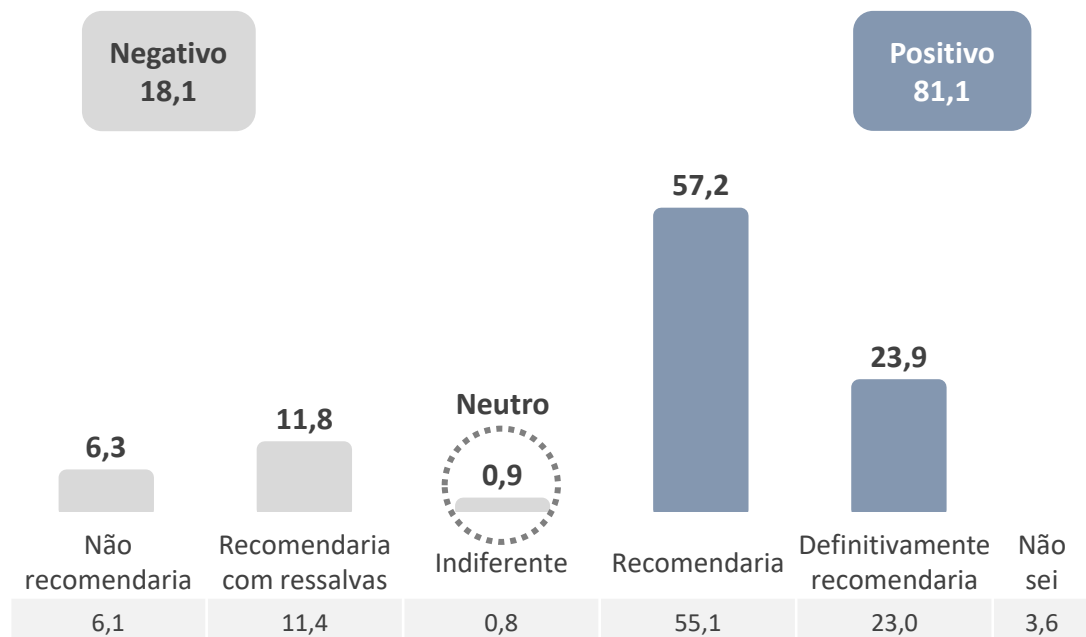 Negativo
18,1
Positivo
81,1
57,2
23,9
Neutro
11,8
6,3
0,9
Não
recomendaria
Recomendaria
com ressalvas
Indiferente
Recomendaria
Definitivamente
recomendaria
Não
sei
6,1
11,4
0,8
55,1
23,0
3,6